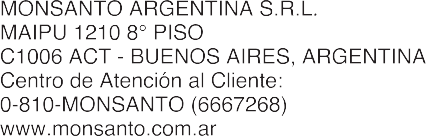 MONSANTO ARGENTINA S.R.L.
MAIPU 1210 8° PISO
C1006 ACT - BUENOS AIRES, ARGENTINA
Centro de Atención al Cliente:
0-810-MONSANTO (6667268)
www.monsanto.com.ar